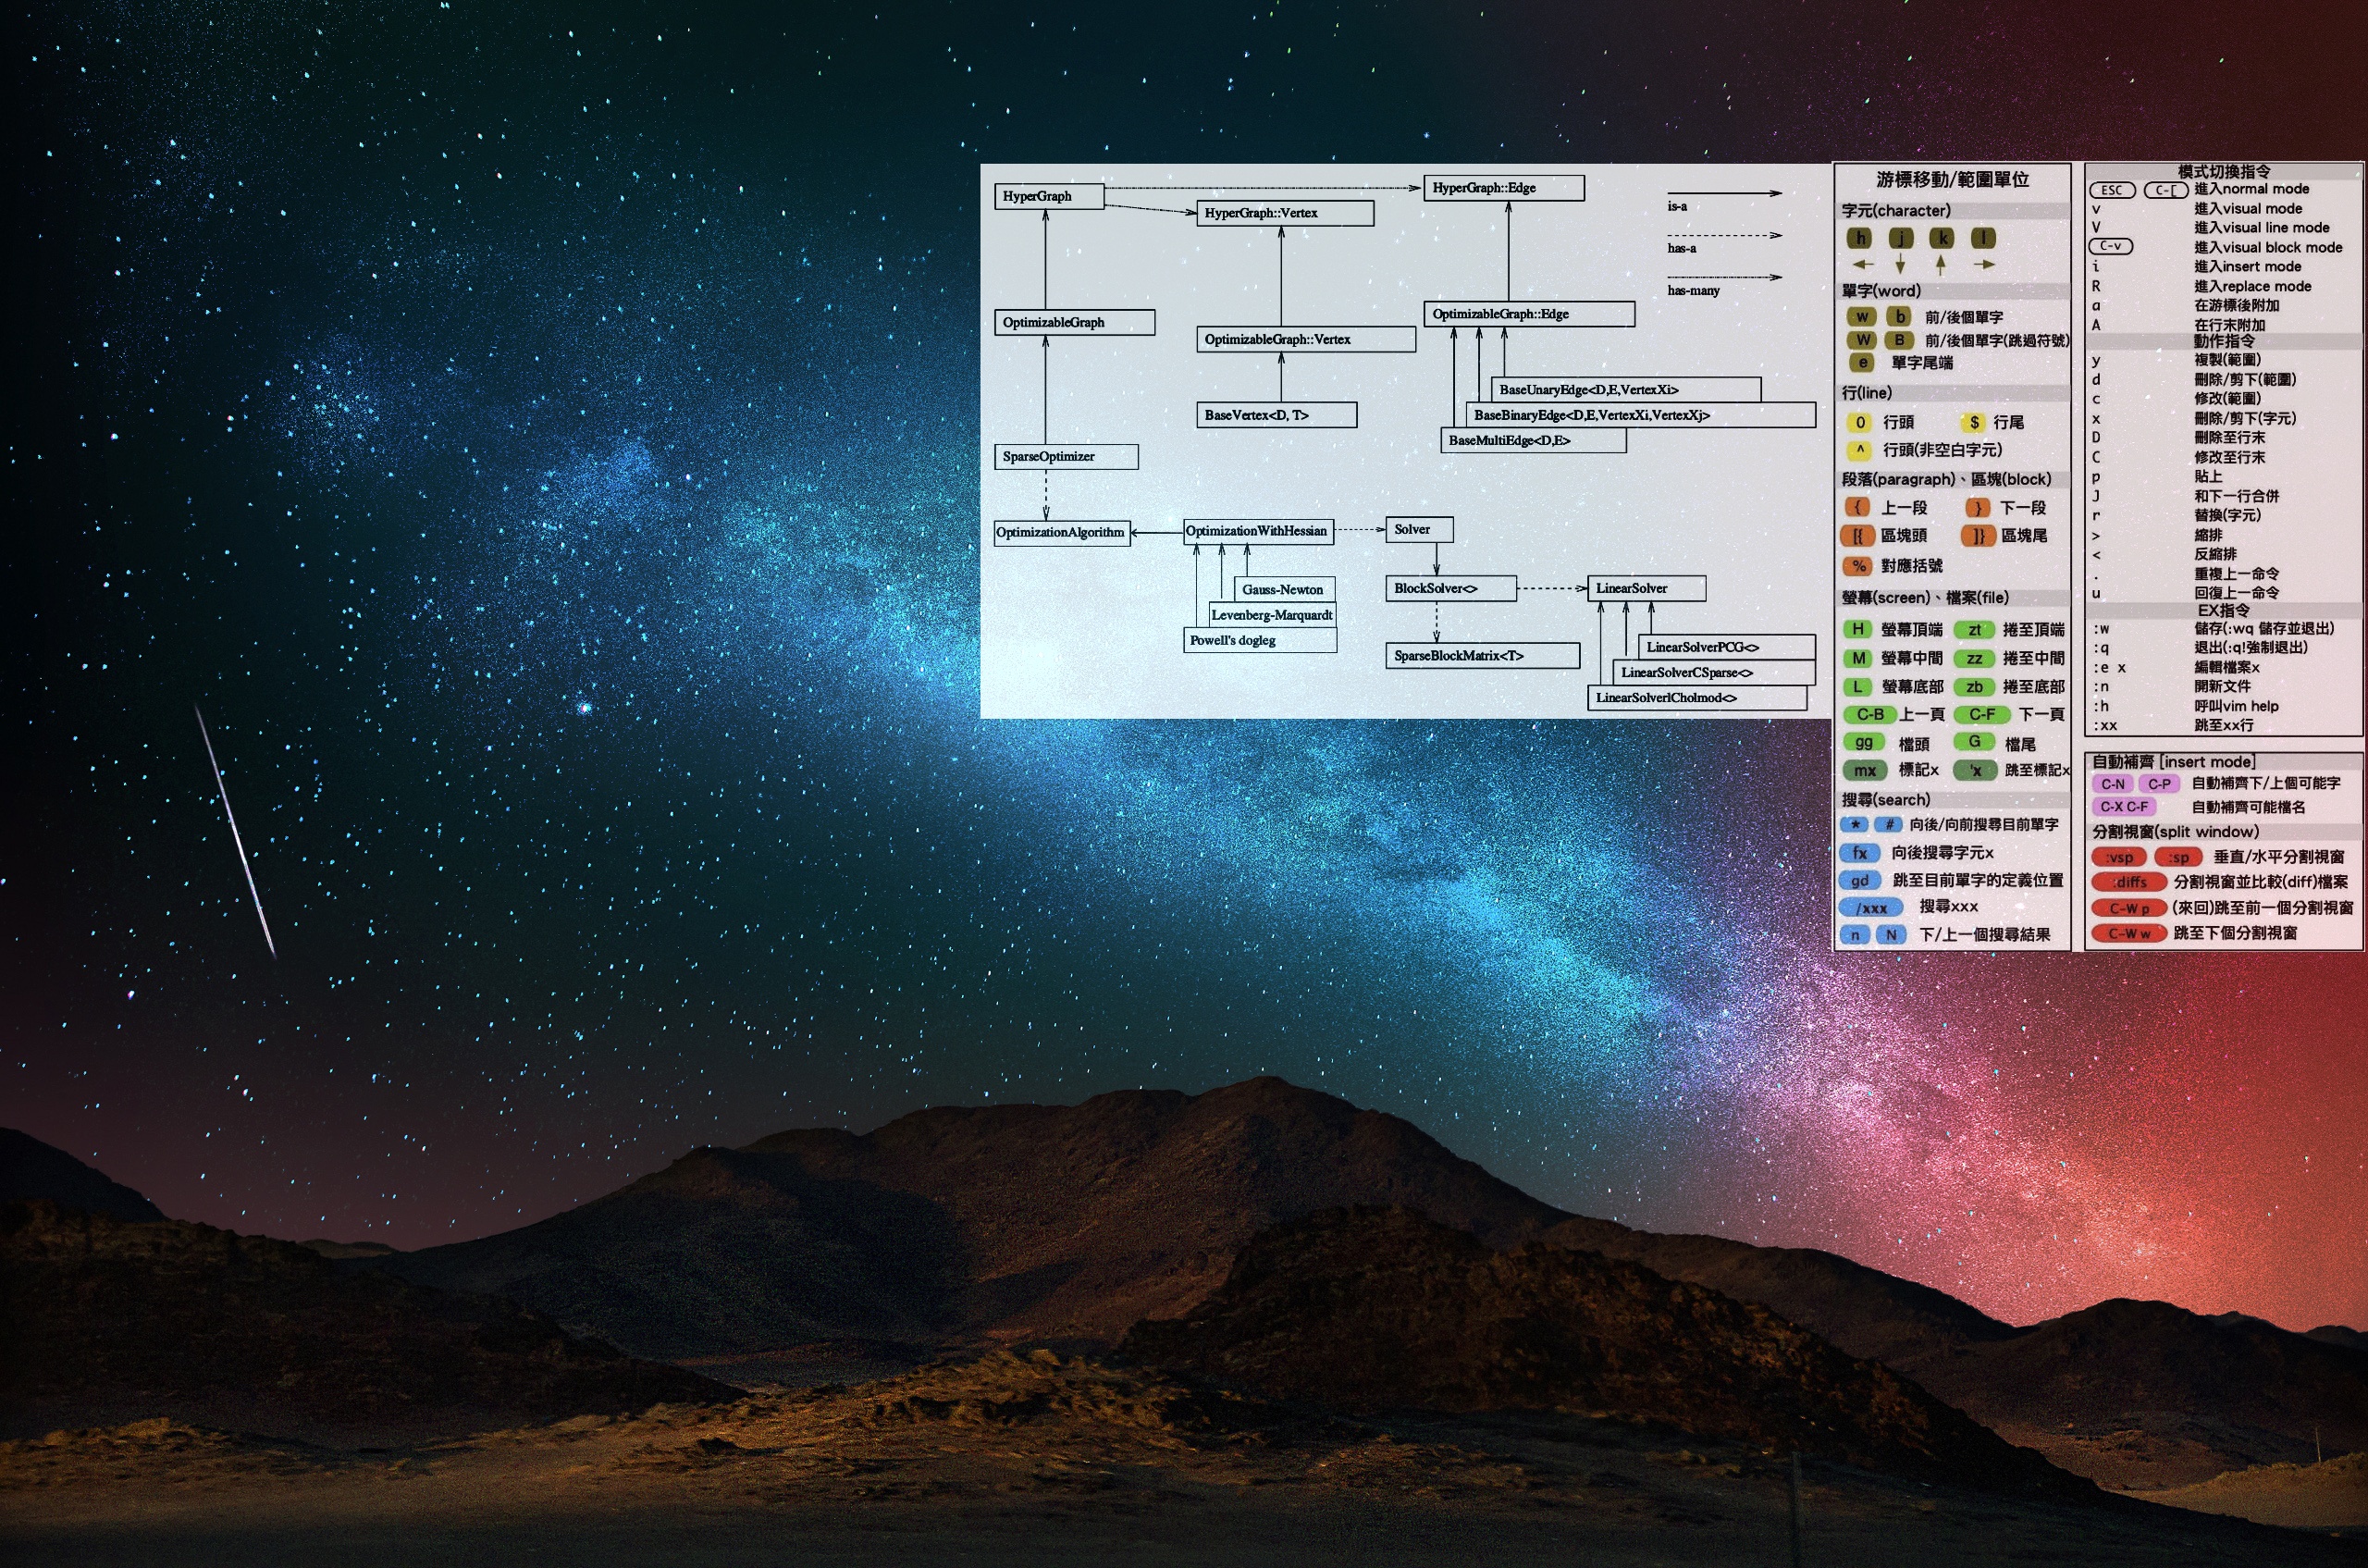 HyperGraph
HyperGraph::Edge
is-a
HyperGraph::Vertex
has-a
has-many
OptimizableGraph
OptimizableGraph::Edge
OptimizableGraph::Vertex
BaseUnaryEdge<D,E,VertexXi>
BaseVertex<D, T>
BaseBinaryEdge<D,E,VertexXi,VertexXj>
BaseMultiEdge<D,E>
SparseOptimizer
OptimizationAlgorithm
OptimizationWithHessian
Solver
Gauss-Newton
Levenberg-Marquardt
Powell's dogleg
BlockSolver<>
LinearSolver
SparseBlockMatrix<T>
LinearSolverPCG<>
LinearSolverCSparse<>
LinearSolverlCholmod<>
游標移動/範圍單位
字元(character)
h j k l
單字(word)
w b 前/後個單字
W B 前/後個單字(跳過符號)
e 單字尾端
行(line)
0 行頭 $ 行尾
^ 行頭(非空白字元)
段落(paragraph)、區塊(block)
{ 上一段 } 下一段
[{ 區塊頭 ]} 區塊尾
% 對應括號
螢幕(screen)、檔案(file)
H 螢幕頂端 zt 捲至頂端
M 螢幕中間 zz 捲至中間
L 螢幕底部 zb 捲至底部
C-B 上一頁 C-F 下一頁
gg 檔頭 G 檔尾
mx 標記x 'x 跳至標記x
搜尋(search)
* # 向後/向前搜尋目前單字
fx 向後搜尋字元x
gd 跳至目前單字的定義位置
/xxx 搜尋xxx
n N 下/上一個搜尋結果
模式切換指令
ESC C-[ 進入normal mode
v 進入visual mode
V 進入visual line mode
C-v 進入visual block mode
i 進入insert mode
R 進入replace mode
a 在游標後附加
A 在行末附加
動作指令
y 複製(範圍)
d 刪除/剪下(範圍)
c 修改(範圍)
x 刪除/剪下(字元)
D 刪除至行末
C 修改至行末
p 貼上
J 和下一行合併
r 替換(字元)
> 縮排
< 反縮排
. 重複上一命令
u 回復上一命令
EX指令
:w 儲存(:wq 儲存並退出)
:q 退出(:q!強制退出)
:e x 編輯檔案x
:n 開新文件
:h 呼叫vim help
:xx 跳至xx行
自動補齊 [insert mode]
C-N C-P 自動補齊下/上個可能字
C-X C-F 自動補齊可能檔名
分割視窗(split window)
:vsp :sp 垂直/水平分割視窗
:diffs 分割視窗並比較(diff)檔案
C-W p (來回)跳至前一個分割視窗
C-W w 跳至下個分割視窗